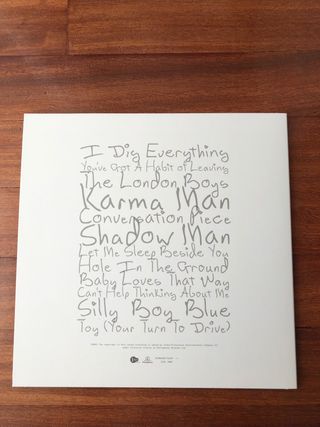 I Dig Everything
You've Got A Habit of Leaving
The London Boys
Karma Man
Conversation Piece
Shadow Man
Let Me Sleep Beside You
Hole In The Ground
Baby Loves That Way
Can't Help Thinking About Me
Silly Boy Blue
Toy (Your Turn To Drive)